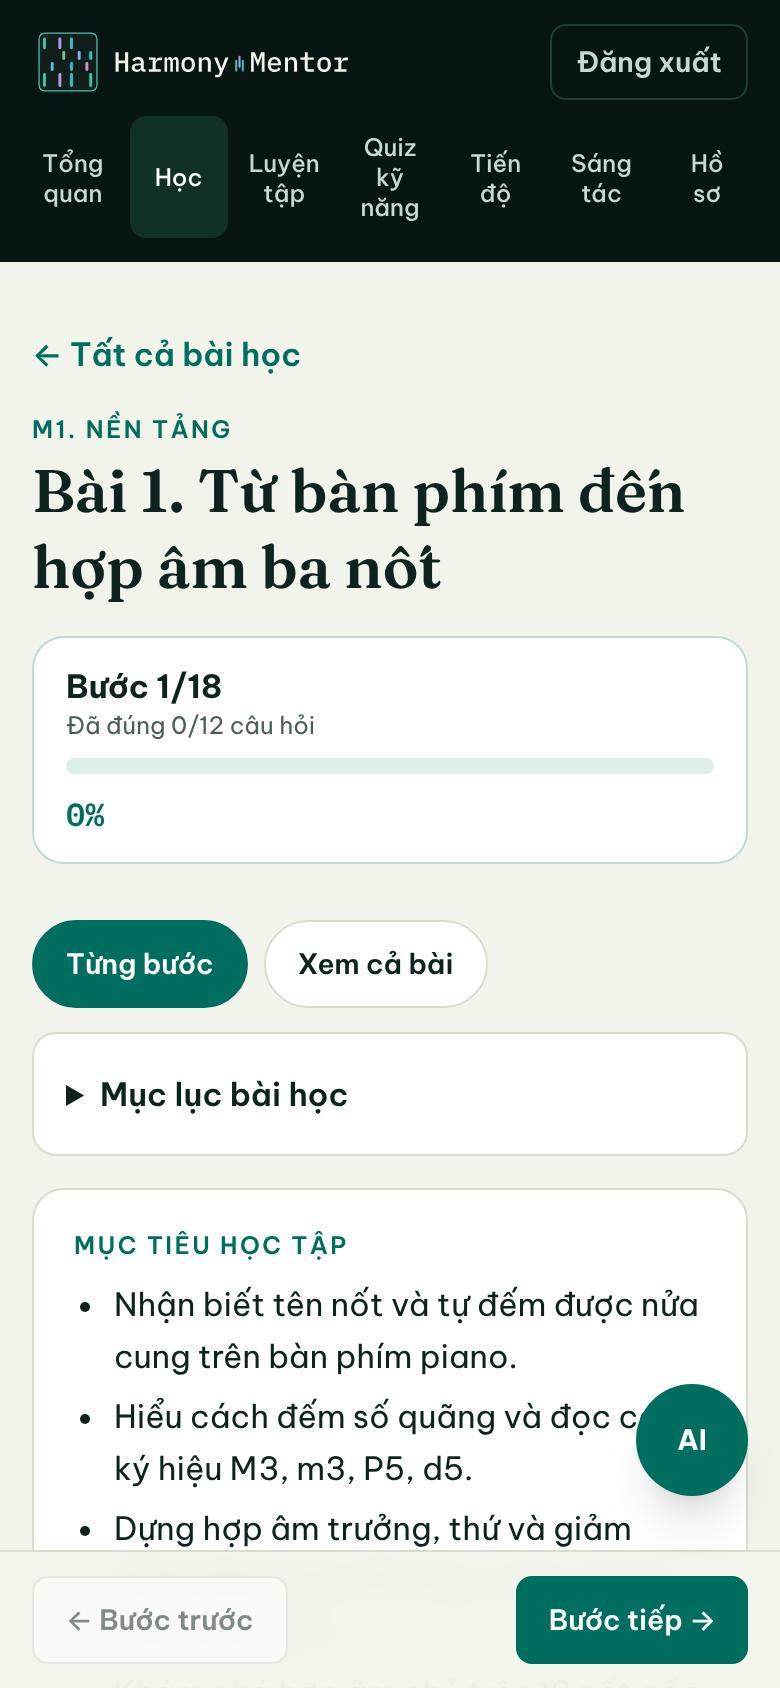 Harmony Mentor
Đăng xuất
Tổng quan
Học
Luyện tập
Quiz kỹ năng
Tiến độ
Sáng tác
Hồ sơ
← Tất cả bài học
M1. NỀN TẢNG
Bài 1. Từ bàn phím đến
hợp âm ba nốt
Bước 1/18
Đã đúng 0/12 câu hỏi
0%
Từng bước
Xem cả bài
▶ Mục lục bài học
MỤC TIÊU HỌC TẬP
• Nhận biết tên nốt và tự đếm được nửa
cung trên bàn phím piano.
• Hiểu cách đếm số quãng và đọc
ký hiệu M3, m3, P5, d5.
AI
• Dựng hợp âm trưởng, thứ và giảm
← Bước trước
Bước tiếp →